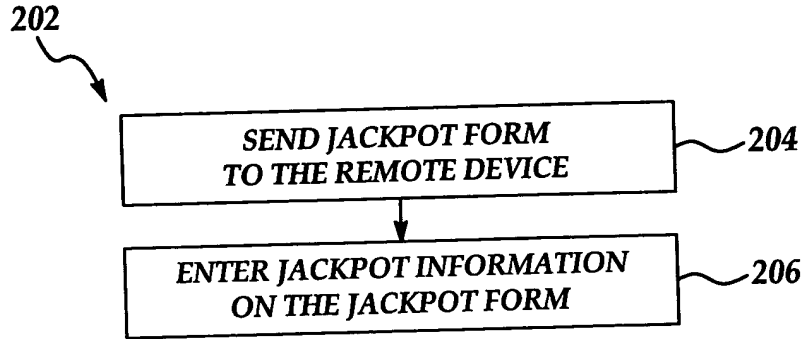 202
SEND JACKPOT FORM
TO THE REMOTE DEVICE
204
ENTER JACKPOT INFORMATION
ON THE JACKPOT FORM
206